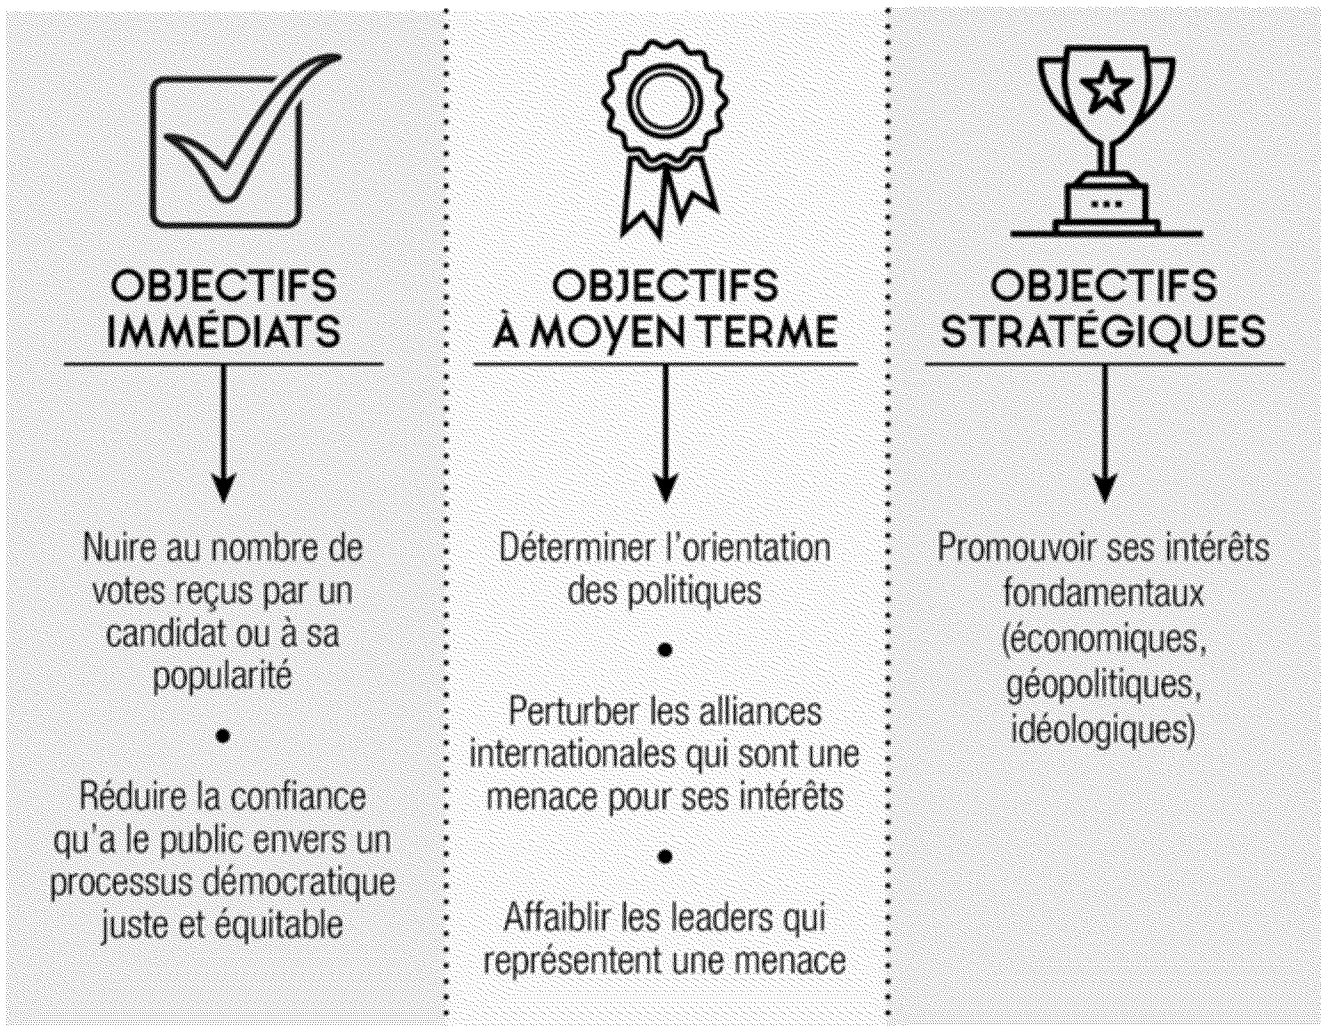 OBJECTIFS
IMMÉDIATS
Nuire au nombre de
votes reçus par un
candidat ou à sa
popularité
•
Réduire la confiance
qu'a le public envers un
processus démocratique
juste et équitable
OBJECTIFS
À MOYEN TERME
Déterminer l'orientation
des politiques
•
Perturber les alliances
internationales qui sont une
menace pour ses intérêts
•
Affaiblir les leaders qui
représentent une menace
OBJECTIFS
STRATÉGIQUES
Promouvoir ses intérêts
fondamentaux
(économiques,
géopolitiques,
idéologiques)